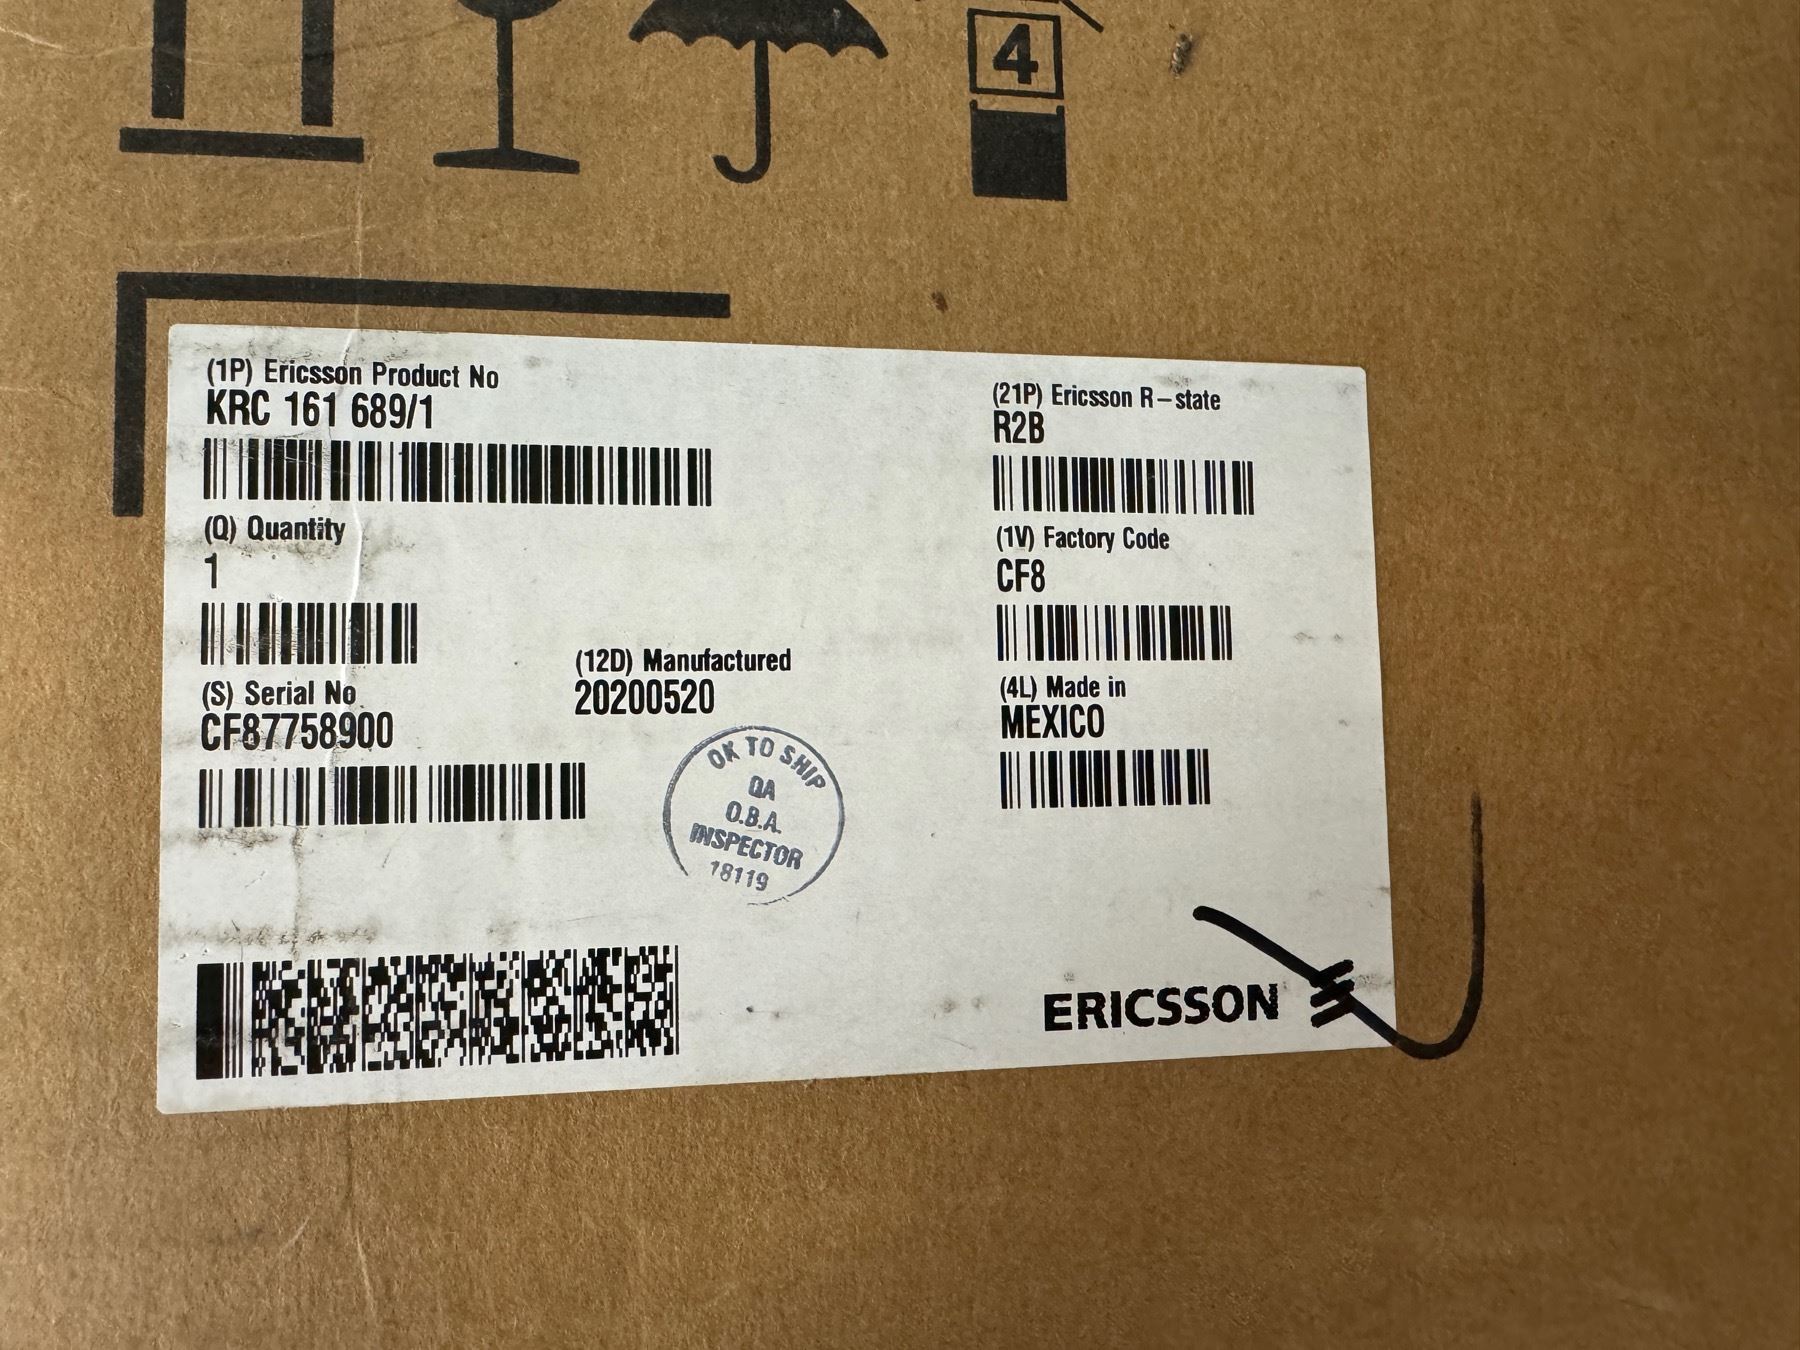 4
(1P) Ericsson Product No
KRC 161 689/1
(21P) Ericsson R-state
R2B
(Q) Quantity
1
(1V) Factory Code
CF8
(S) Serial No
CF87758900
(12D) Manufactured
20200520
(4L) Made in
MEXICO
OK TO SHIP
QA
O.B.A.
INSPECTOR
18119
ERICSSON